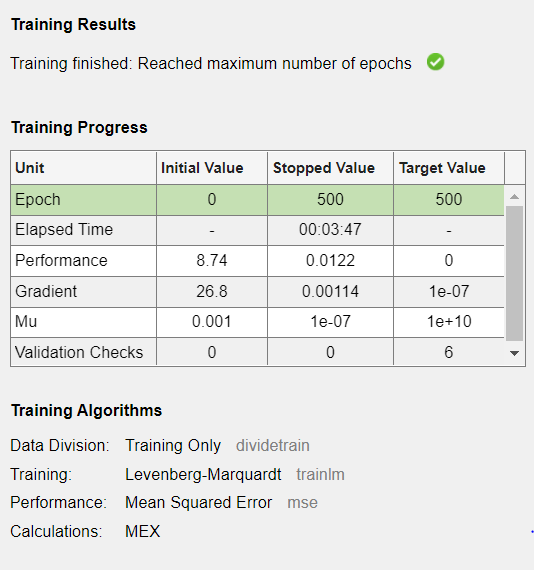 Training Results
Training finished: Reached maximum number of epochs
Training Progress
Unit Initial Value Stopped Value Target Value
Epoch 0 500 500
Elapsed Time - 00:03:47 -
Performance 8.74 0.0122 0
Gradient 26.8 0.00114 1e-07
Mu 0.001 1e-07 1e+10
Validation Checks 0 0 6
Training Algorithms
Data Division: Training Only dividetrain
Training: Levenberg-Marquardt trainlm
Performance: Mean Squared Error mse
Calculations: MEX